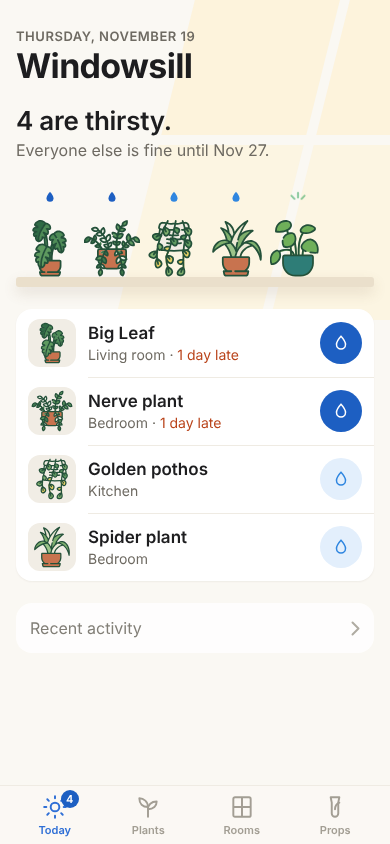 THURSDAY, NOVEMBER 19
Windowsill
4 are thirsty.
Everyone else is fine until Nov 27.
Big Leaf
Living room · 1 day late
Nerve plant
Bedroom · 1 day late
Golden pothos
Kitchen
Spider plant
Bedroom
Recent activity
4
Today
Plants
Rooms
Props